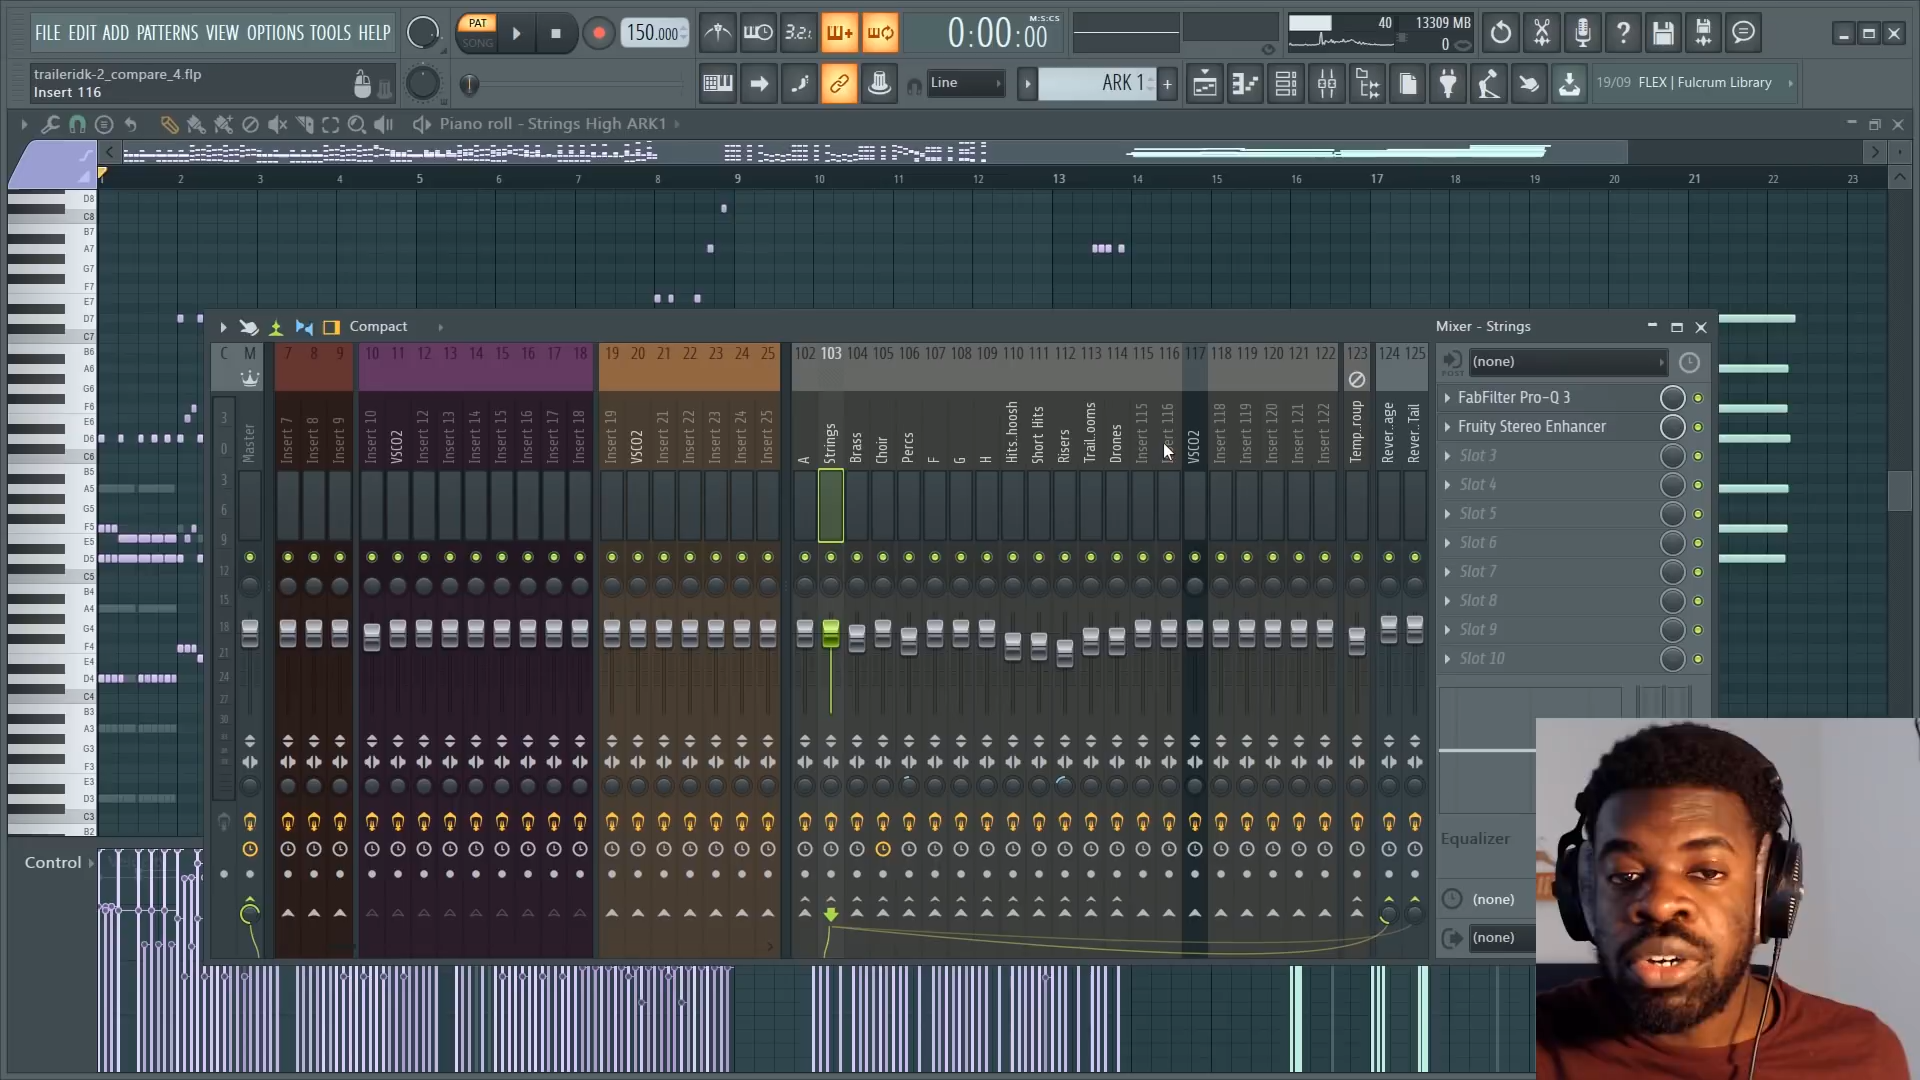 FILE EDIT ADD PATTERNS VIEW OPTIONS TOOLS HELP
PAT
SONG
150.000
3.2.1
0:00:00
M:S:CS
40
13309 MB
0
traileridk-2_compare_4.flp
Insert 116
Line
ARK 1
19/09 FLEX | Fulcrum Library
Piano roll - Strings High ARK1
1 2 3 4 5 6 7 8 9 10 11 12 13 14 15 16 17 18 19 20 21 22 23
D8
C8
B7
A7
G7
F7
E7
D7
C7
B6
A6
G6
F6
E6
D6
C6
B5
A5
G5
F5
E5
D5
C5
B4
A4
G4
F4
E4
D4
C4
B3
A3
G3
F3
E3
D3
C3
B2
Compact
Mixer - Strings
C M 7 8 9 10 11 12 13 14 15 16 17 18 19 20 21 22 23 24 25 102 103 104 105 106 107 108 109 110 111 112 113 114 115 116 117 118 119 120 121 122 123 124 125
Master
Insert 7
Insert 8
Insert 9
Insert 10
VSCO2
Insert 12
Insert 13
Insert 14
Insert 15
Insert 16
Insert 17
Insert 18
Insert 19
VSCO2
Insert 21
Insert 22
Insert 23
Insert 24
Insert 25
A
Strings
Brass
Choir
Percs
F
G
H
Hits..hoosh
Short Hits
Risers
Trail..ooms
Drones
Insert 115
Insert 116
VSCO2
Insert 118
Insert 119
Insert 120
Insert 121
Insert 122
Temp..roup
Rever..age
Rever..Tail
3
0
3
6
9
12
15
18
21
24
27
30
POST
(none)
FabFilter Pro-Q 3
Fruity Stereo Enhancer
Slot 3
Slot 4
Slot 5
Slot 6
Slot 7
Slot 8
Slot 9
Slot 10
Equalizer
(none)
(none)
Control